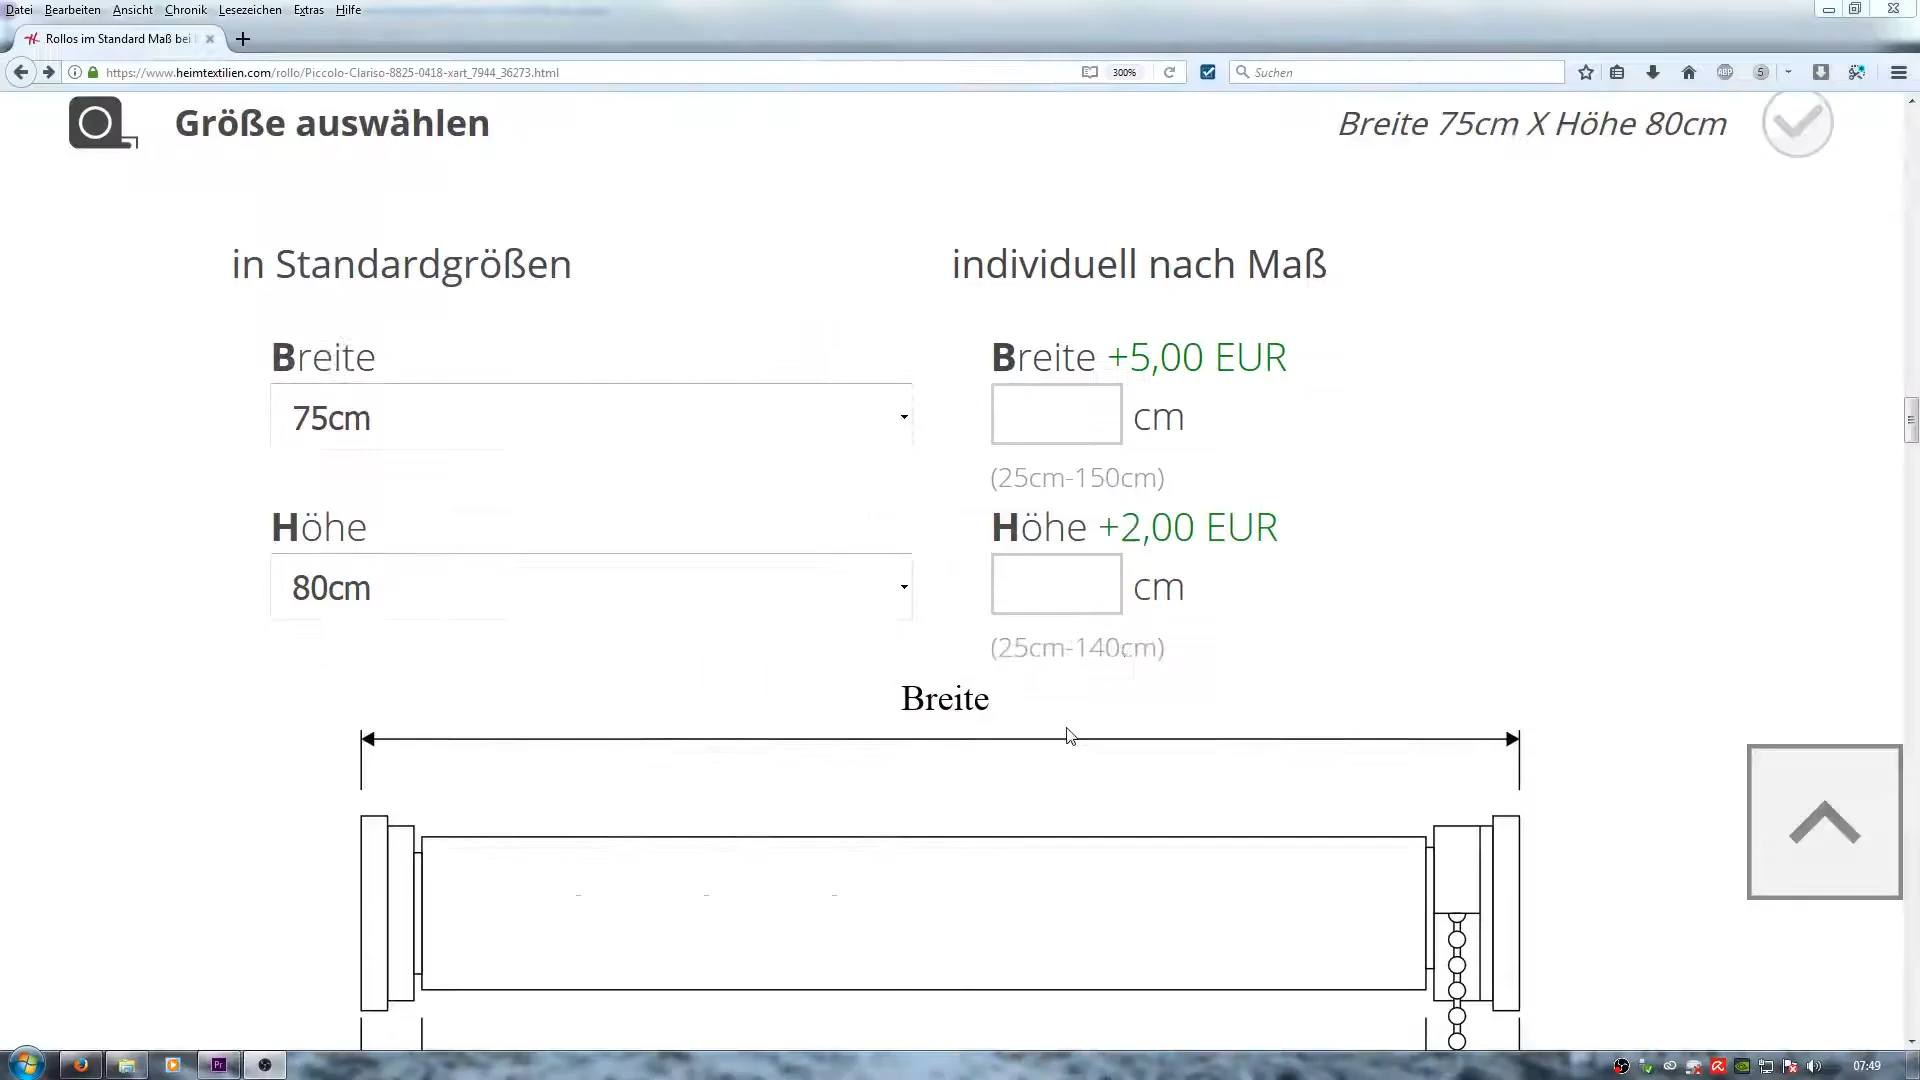 Datei Bearbeiten Ansicht Chronik Lesezeichen Extras Hilfe
Rollos im Standard Maß bei
https://www.heimtextilien.com/rollo/Piccolo-Clariso-8825-0418-xart_7944_36273.html 300% Suchen ABP 5
Größe auswählen Breite 75cm X Höhe 80cm
in Standardgrößen individuell nach Maß
Breite Breite +5,00 EUR
75cm cm
(25cm-150cm)
Höhe Höhe +2,00 EUR
80cm cm
(25cm-140cm)
Breite
Pr 07:49